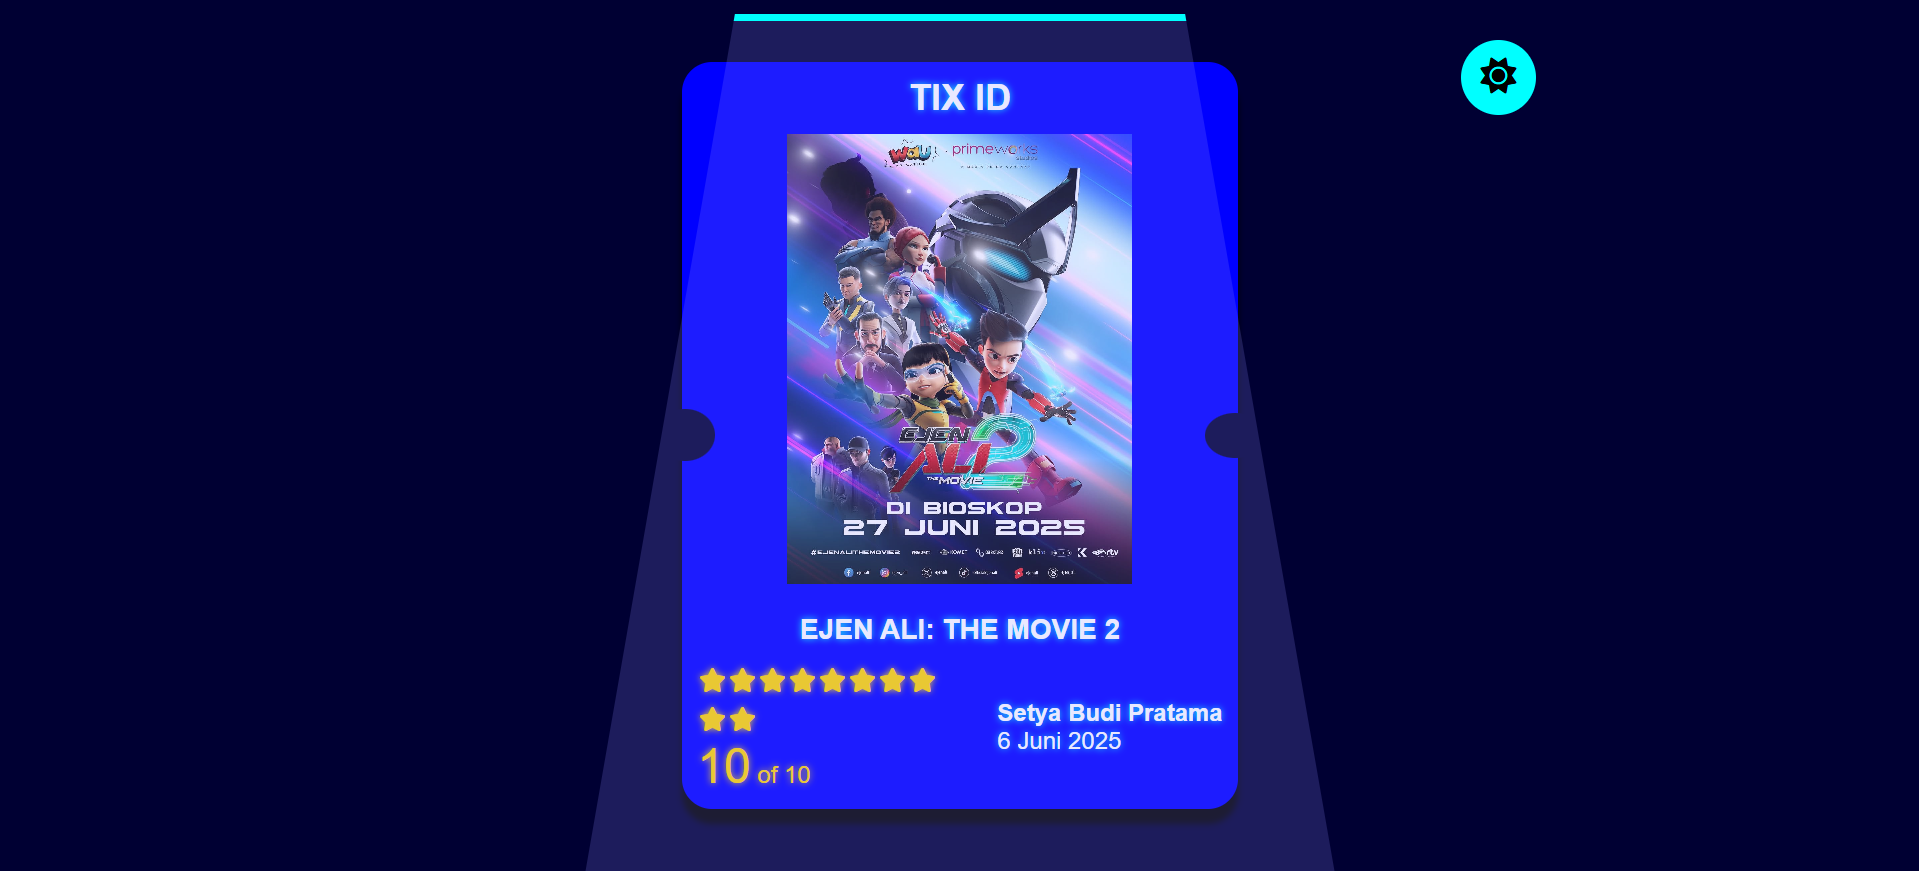 TIX ID
WAU
primeworks
STUDIOS
EJEN
ALI 2
THE MOVIE
DI BIOSKOP
27 JUNI 2025
#EJENALITHEMOVIE2
EJEN ALI: THE MOVIE 2
Setya Budi Pratama
6 Juni 2025
10 of 10